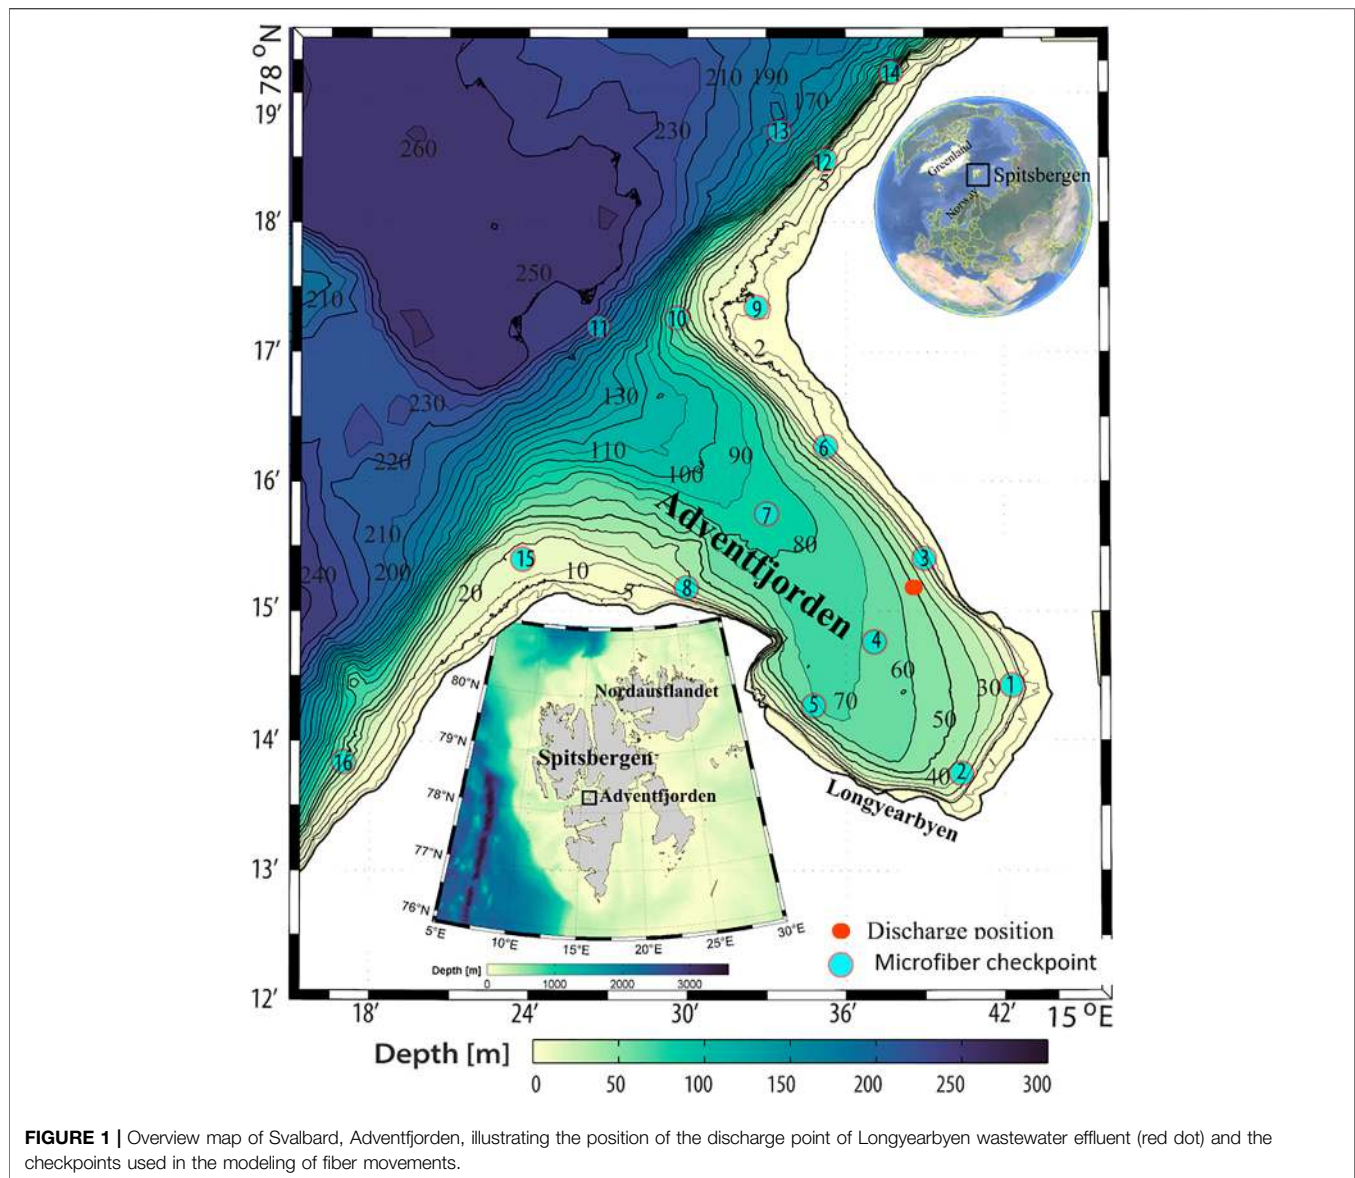 78 °N
19′
18′
17′
16′
15′
14′
13′
12′
18′
24′
30′
36′
42′
15 °E
210
190
170
14
230
13
260
12
5
250
210
9
10
11
2
230
130
6
220
110
90
100
7
Adventfjorden
210
80
3
240
200
15
10
20
5
8
4
60
70
30
1
5
50
40
2
16
Longyearbyen
Greenland
Spitsbergen
Norway
80°N
79°N
78°N
77°N
76°N
Nordaustlandet
Spitsbergen
Adventfjorden
5°E
10°E
15°E
20°E
25°E
30°E
Depth [m]
0 1000 2000 3000
Discharge position
Microfiber checkpoint
Depth [m]
0 50 100 150 200 250 300
FIGURE 1 | Overview map of Svalbard, Adventfjorden, illustrating the position of the discharge point of Longyearbyen wastewater effluent (red dot) and the
checkpoints used in the modeling of fiber movements.